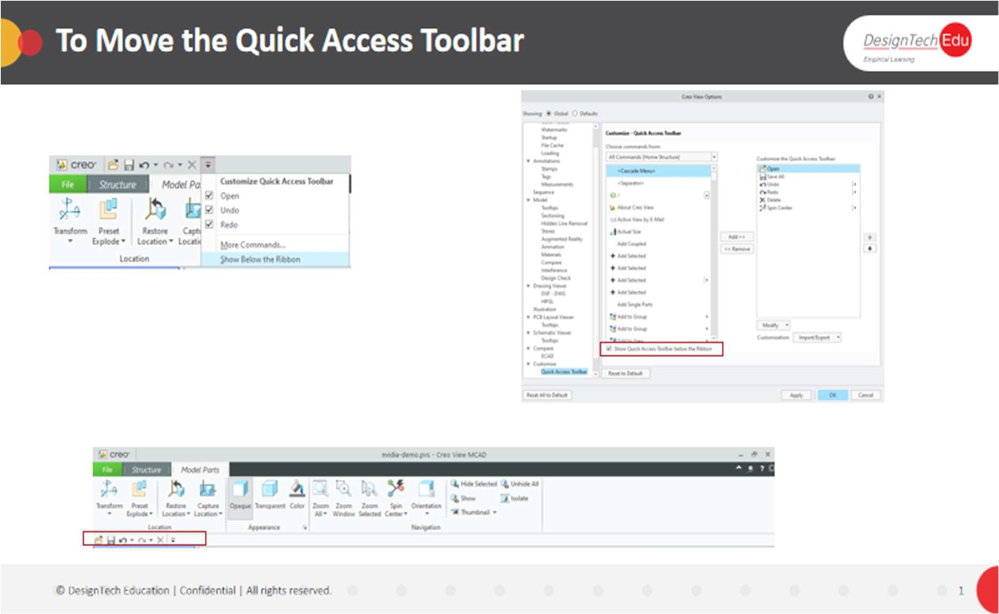 To Move the Quick Access Toolbar
DesignTech Edu
Empirical Learning
creo
Customize Quick Access Toolbar
File
Structure
Model Pa
Open
Undo
Redo
Transform
Preset
Explode
Restore
Location
Captu
Locatio
More Commands...
Location
Show Below the Ribbon
Creo View Options
Showing: Global Defaults
Watermarks
Startup
File Cache
Loading
Annotations
Stamps
Tags
Measurements
Sequence
Model
Tooltips
Sectioning
Hidden Line Removal
Stereo
Augmented Reality
Animation
Materials
Compare
Interference
Design Check
Drawing Viewer
DXF - DWG
HPGL
Illustration
PCB Layout Viewer
Tooltips
Schematic Viewer
Tooltips
Compare
ECAD
Customize
Quick Access Toolbar
Customize - Quick Access Toolbar
Choose commands from:
All Commands (Home Structure)
<Cascade Menu>
<Separator>
/
About Creo View
Active View by E-Mail
Actual Size
Add Coupled
Add Selected
Add Selected
Add Selected
Add Selected
Add Single Parts
Add to Group
Add to Group
Add to View
Show Quick Access Toolbar below the Ribbon
Reset to Default
Add >>
<< Remove
Customize the Quick Access Toolbar:
Open
Save All
Undo
Redo
Delete
Spin Center
Modify
Customization: Import/Export
Reset All to Default
Apply
OK
Cancel
creo
nvidia-demo.pvs - Creo View MCAD
File
Structure
Model Parts
Transform
Preset
Explode
Restore
Location
Capture
Location
Location
Opaque
Transparent
Color
Appearance
Zoom
All
Zoom
Window
Zoom
Selected
Spin
Center
Orientation
Hide Selected
Unhide All
Show
Isolate
Thumbnail
Navigation
© DesignTech Education | Confidential | All rights reserved.
1